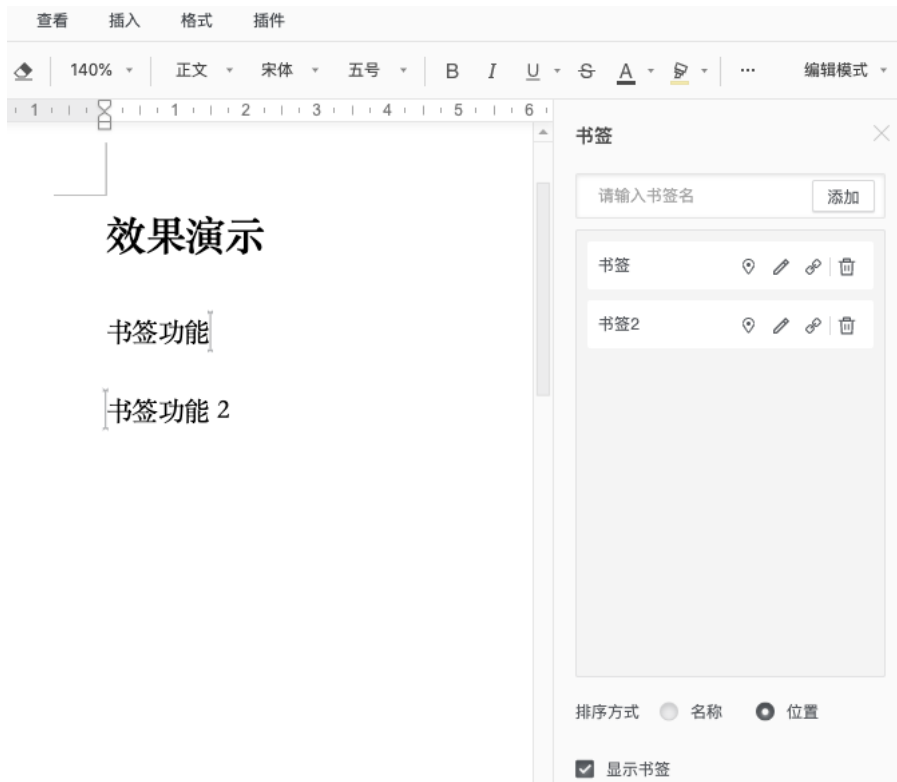 查看 插入 格式 插件
140% 正文 宋体 五号 B I U S A ··· 编辑模式
1 1 2 3 4 5 6
书签
请输入书签名 添加
效果演示
书签
书签功能
书签2
书签功能 2
排序方式 名称 位置
显示书签